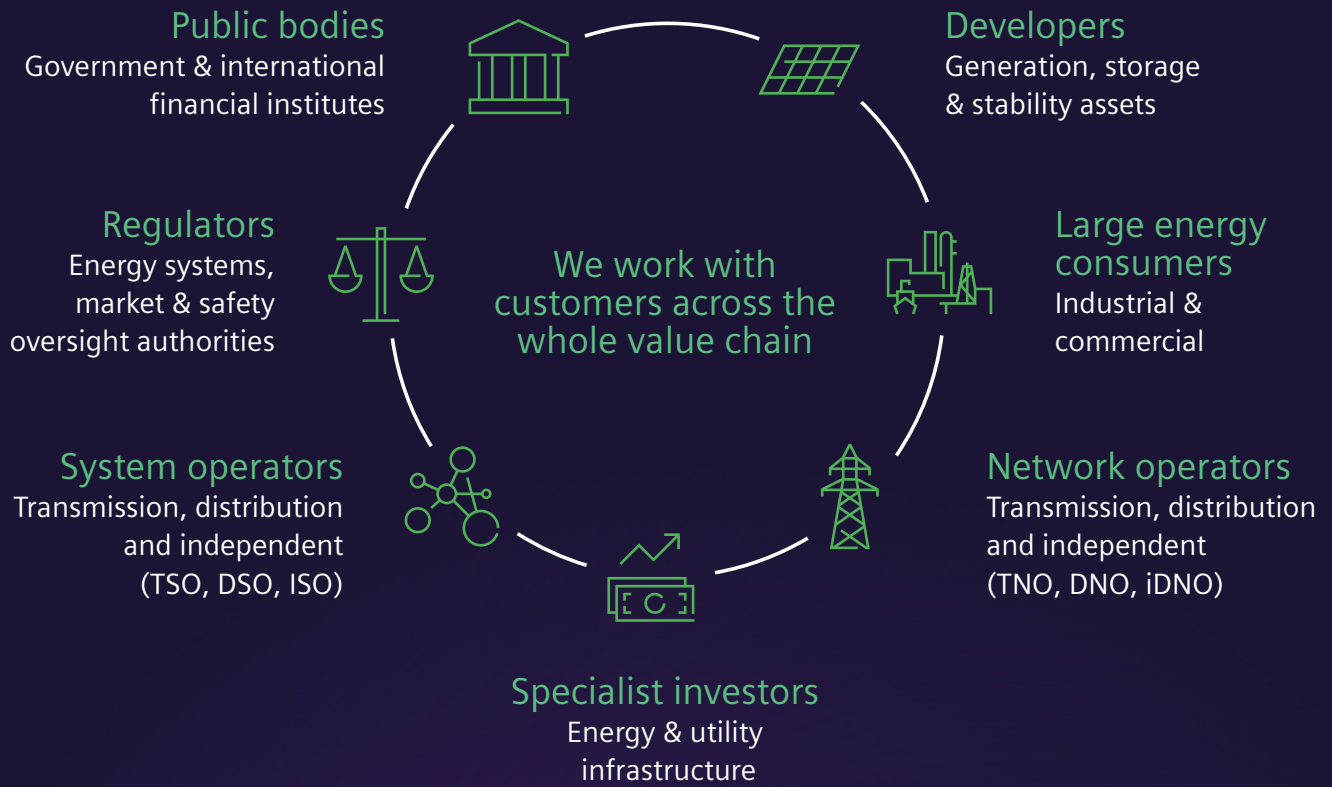 Public bodies
Government & international
financial institutes
Developers
Generation, storage
& stability assets
Regulators
Energy systems,
market & safety
oversight authorities
We work with
customers across the
whole value chain
Large energy
consumers
Industrial &
commercial
System operators
Transmission, distribution
and independent
(TSO, DSO, ISO)
Network operators
Transmission, distribution
and independent
(TNO, DNO, iDNO)
Specialist investors
Energy & utility
infrastructure